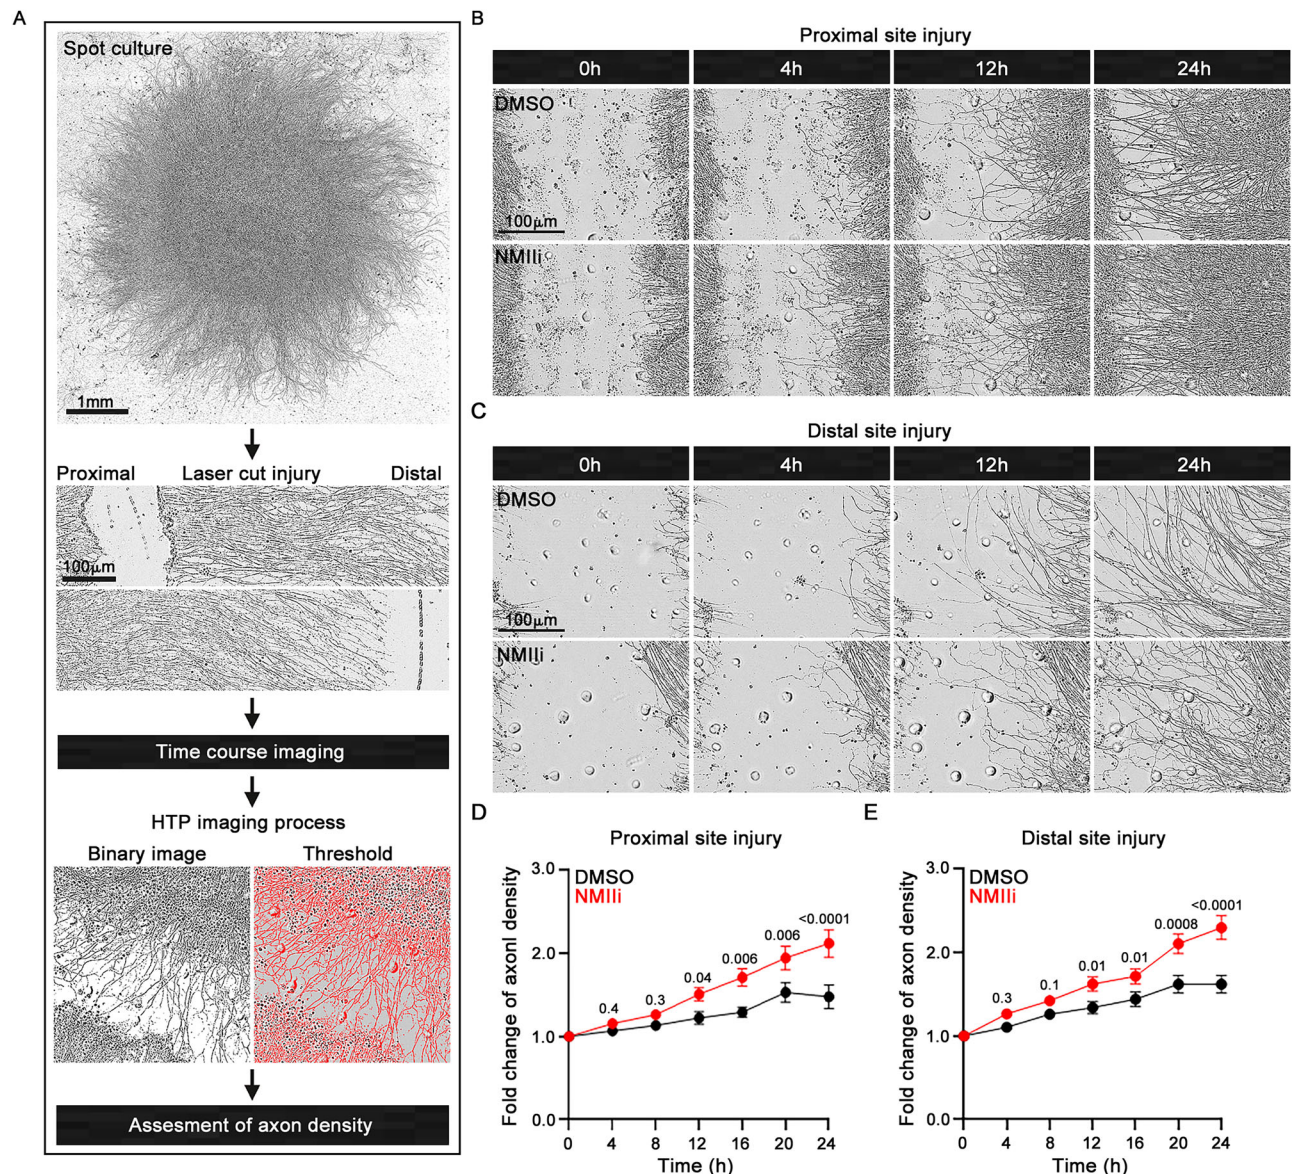 A
Spot culture
1mm
Proximal Laser cut injury Distal
100μm
Time course imaging
HTP imaging process
Binary image Threshold
Assesment of axon density
B
Proximal site injury
0h 4h 12h 24h
DMSO
100μm
NMIIi
C
Distal site injury
0h 4h 12h 24h
DMSO
100μm
NMIIi
D
Proximal site injury
Fold change of axonl density
3.0
2.0
1.0
0.0
DMSO
NMIIi
0.4 0.3 0.04 0.006 0.006 <0.0001
0 4 8 12 16 20 24
Time (h)
E
Distal site injury
Fold change of axon density
3.0
2.0
1.0
0.0
DMSO
NMIIi
0.3 0.1 0.01 0.01 0.0008 <0.0001
0 4 8 12 16 20 24
Time (h)